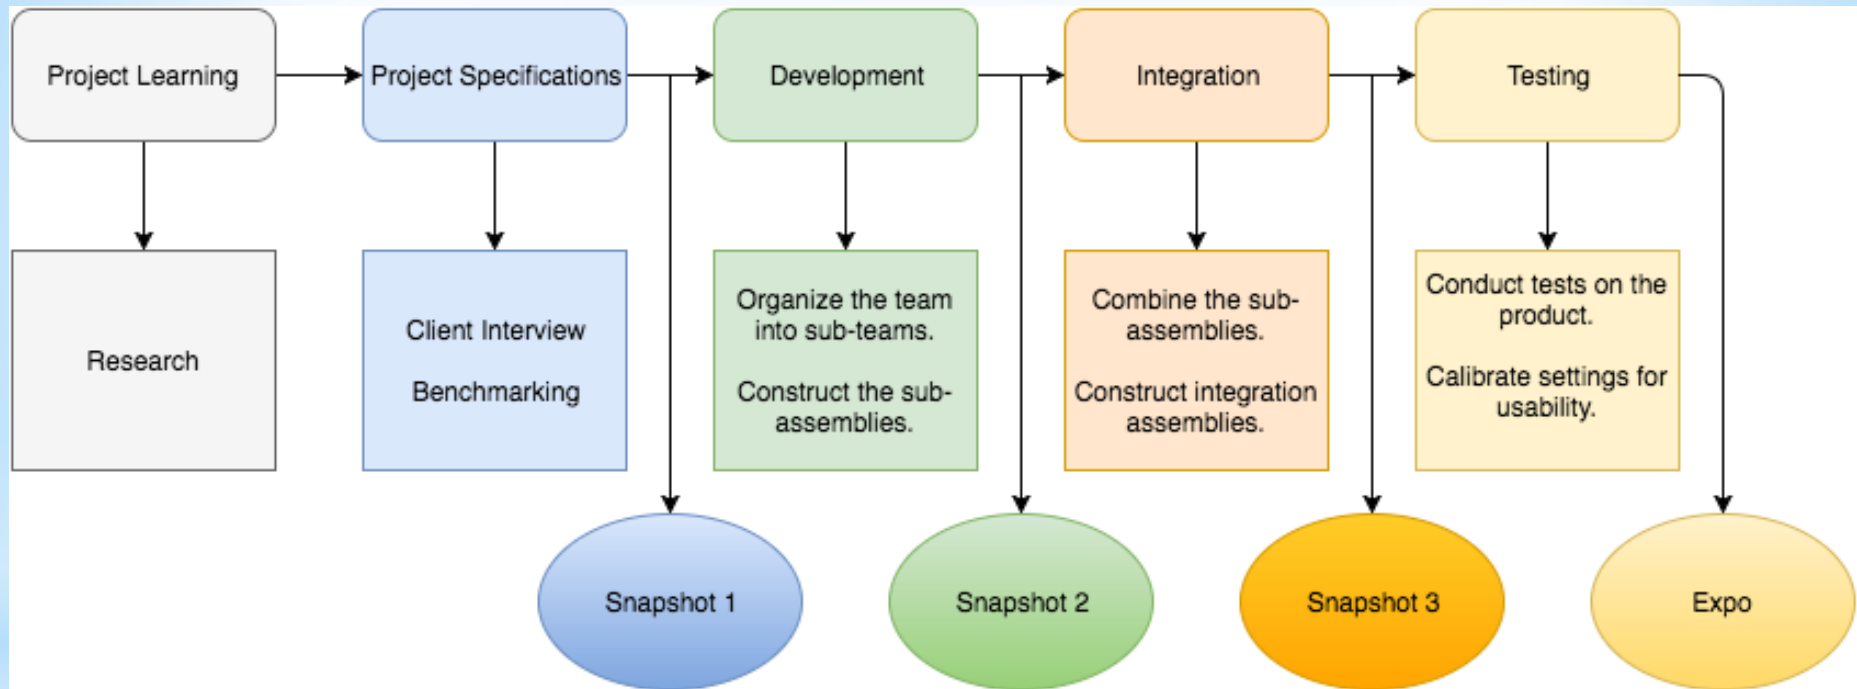 Project Learning
Project Specifications
Development
Integration
Testing
Research
Client Interview
Benchmarking
Organize the team
into sub-teams.
Construct the sub-
assemblies.
Combine the sub-
assemblies.
Construct integration
assemblies.
Conduct tests on the
product.
Calibrate settings for
usability.
Snapshot 1
Snapshot 2
Snapshot 3
Expo